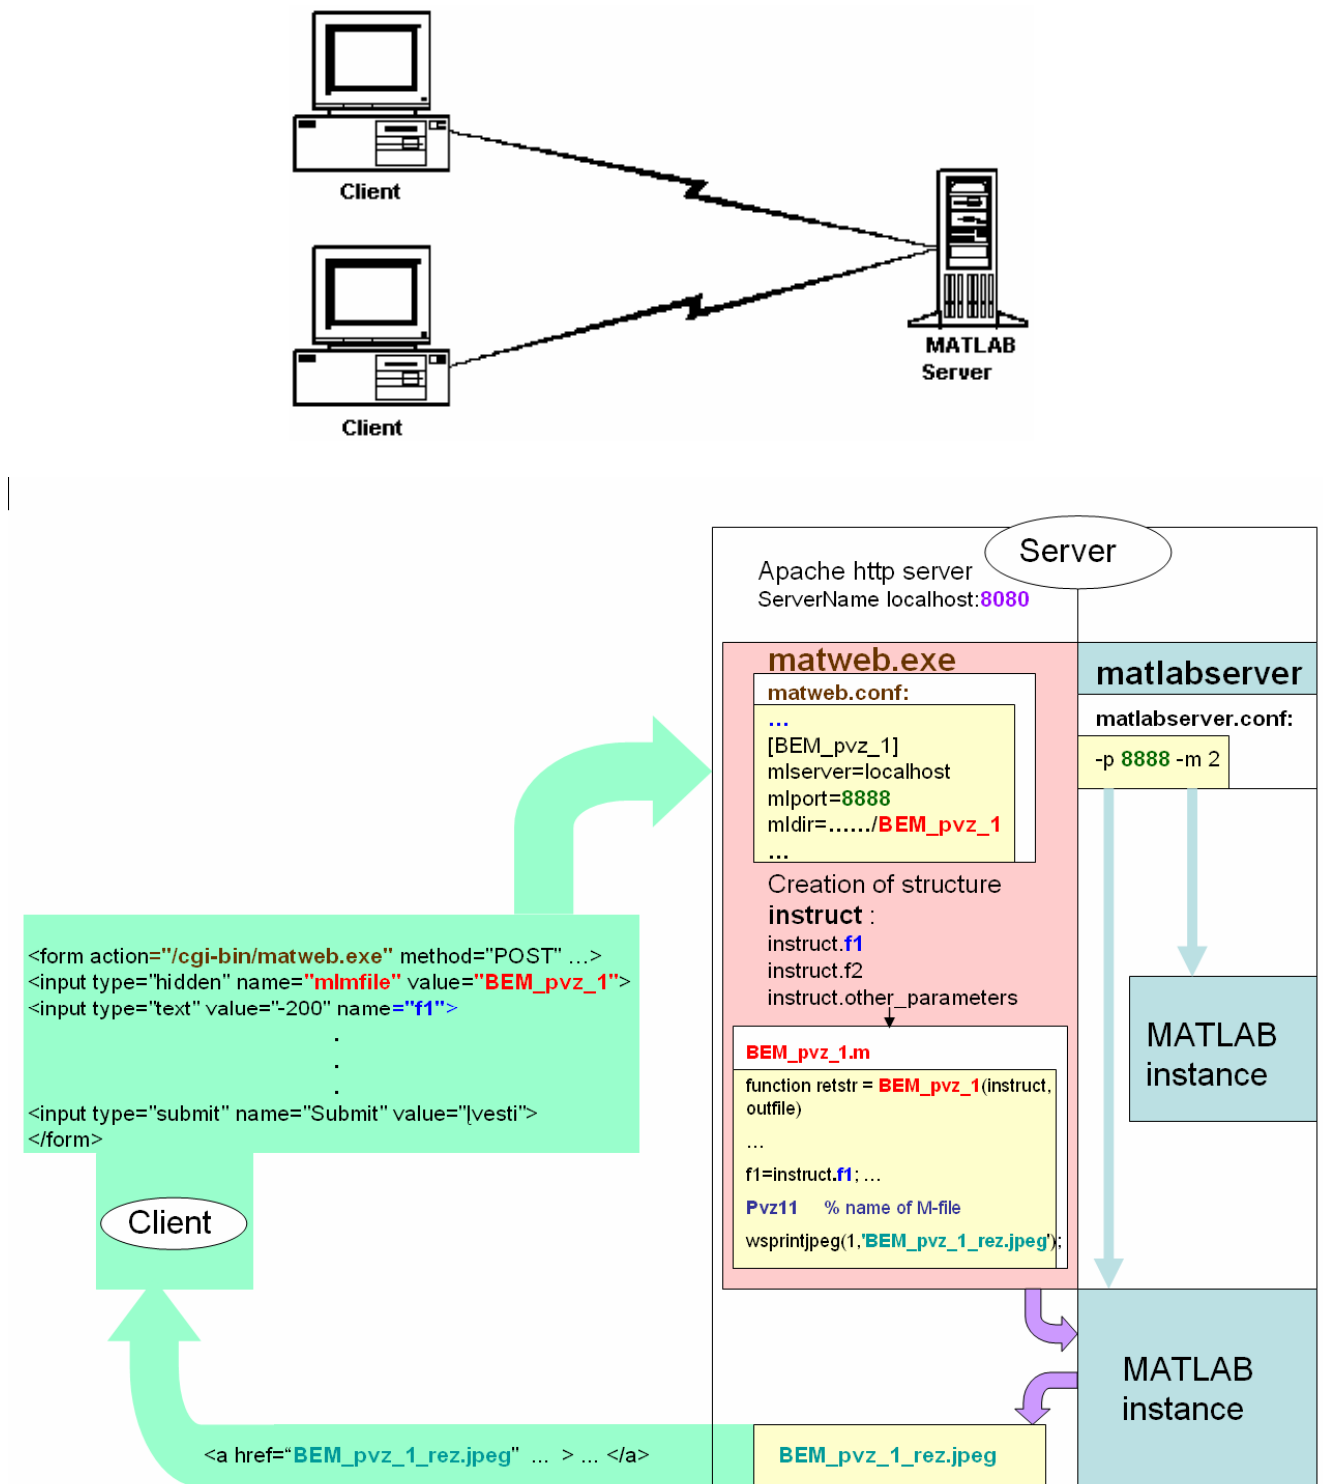 Client
Client
MATLAB
Server
Server
Apache http server
ServerName localhost:8080
matweb.exe
matweb.conf:
...
[BEM_pvz_1]
mlserver=localhost
mlport=8888
mldir=....../BEM_pvz_1
...
Creation of structure
instruct :
instruct.f1
instruct.f2
instruct.other_parameters
BEM_pvz_1.m
function retstr = BEM_pvz_1(instruct,
outfile)
...
f1=instruct.f1; ...
Pvz11 % name of M-file
wsprintjpeg(1,'BEM_pvz_1_rez.jpeg');
matlabserver
matlabserver.conf:
-p 8888 -m 2
MATLAB
instance
MATLAB
instance
<form action="/cgi-bin/matweb.exe" method="POST" ...>
<input type="hidden" name="mlmfile" value="BEM_pvz_1">
<input type="text" value="-200" name="f1">
.
.
.
<input type="submit" name="Submit" value="Įvesti">
</form>
Client
<a href="BEM_pvz_1_rez.jpeg" ... > ... </a>
BEM_pvz_1_rez.jpeg